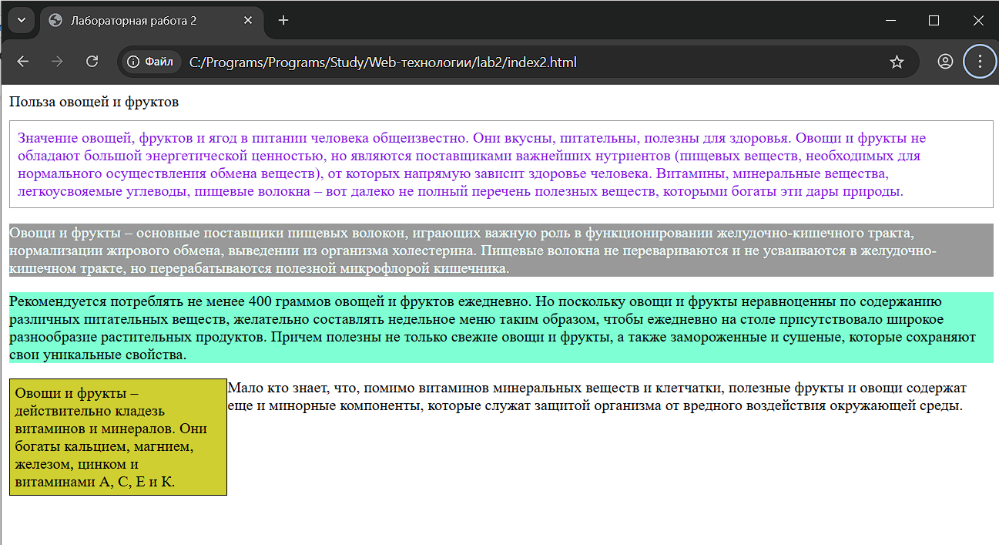 Лабораторная работа 2
Файл
C:/Programs/Programs/Study/Web-технологии/lab2/index2.html
Польза овощей и фруктов
Значение овощей, фруктов и ягод в питании человека общеизвестно. Они вкусны, питательны, полезны для здоровья. Овощи и фрукты не
обладают большой энергетической ценностью, но являются поставщиками важнейших нутриентов (пищевых веществ, необходимых для
нормального осуществления обмена веществ), от которых напрямую зависит здоровье человека. Витамины, минеральные вещества,
легкоусвояемые углеводы, пищевые волокна – вот далеко не полный перечень полезных веществ, которыми богаты эти дары природы.
Овощи и фрукты – основные поставщики пищевых волокон, играющих важную роль в функционировании желудочно-кишечного тракта,
нормализации жирового обмена, выведении из организма холестерина. Пищевые волокна не перевариваются и не усваиваются в желудочно-
кишечном тракте, но перерабатываются полезной микрофлорой кишечника.
Рекомендуется потреблять не менее 400 граммов овощей и фруктов ежедневно. Но поскольку овощи и фрукты неравноценны по содержанию
различных питательных веществ, желательно составлять недельное меню таким образом, чтобы ежедневно на столе присутствовало широкое
разнообразие растительных продуктов. Причем полезны не только свежие овощи и фрукты, а также замороженные и сушеные, которые сохраняют
свои уникальные свойства.
Овощи и фрукты –
действительно кладезь
витаминов и минералов. Они
богаты кальцием, магнием,
железом, цинком и
витаминами А, С, Е и К.
Мало кто знает, что, помимо витаминов минеральных веществ и клетчатки, полезные фрукты и овощи содержат
еще и минорные компоненты, которые служат защитой организма от вредного воздействия окружающей среды.